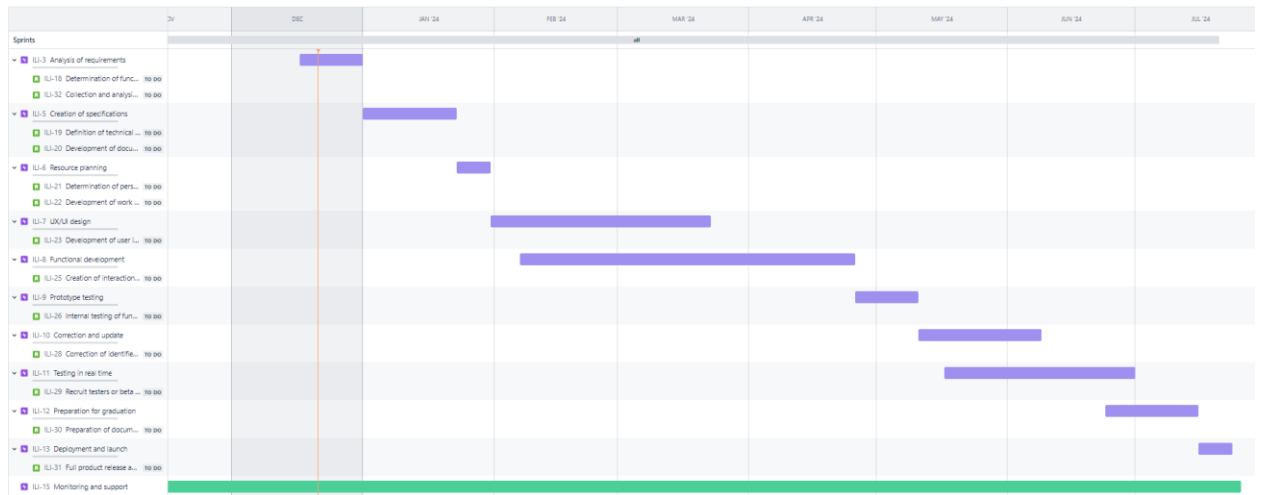 OV DEC JAN '24 FEB '24 MAR '24 APR '24 MAY '24 JUN '24 JUL '24
Sprints all
ILI-3 Analysis of requirements
ILI-18 Determination of func... TO DO
ILI-32 Collection and analysi... TO DO
ILI-5 Creation of specifications
ILI-19 Definition of technical ... TO DO
ILI-20 Development of docu... TO DO
ILI-6 Resource planning
ILI-21 Determination of pers... TO DO
ILI-22 Development of work ... TO DO
ILI-7 UX/UI design
ILI-23 Development of user i... TO DO
ILI-8 Functional development
ILI-25 Creation of interaction... TO DO
ILI-9 Prototype testing
ILI-26 Internal testing of fun... TO DO
ILI-10 Correction and update
ILI-28 Correction of identifie... TO DO
ILI-11 Testing in real time
ILI-29 Recruit testers or beta ... TO DO
ILI-12 Preparation for graduation
ILI-30 Preparation of docum... TO DO
ILI-13 Deployment and launch
ILI-31 Full product release a... TO DO
ILI-15 Monitoring and support